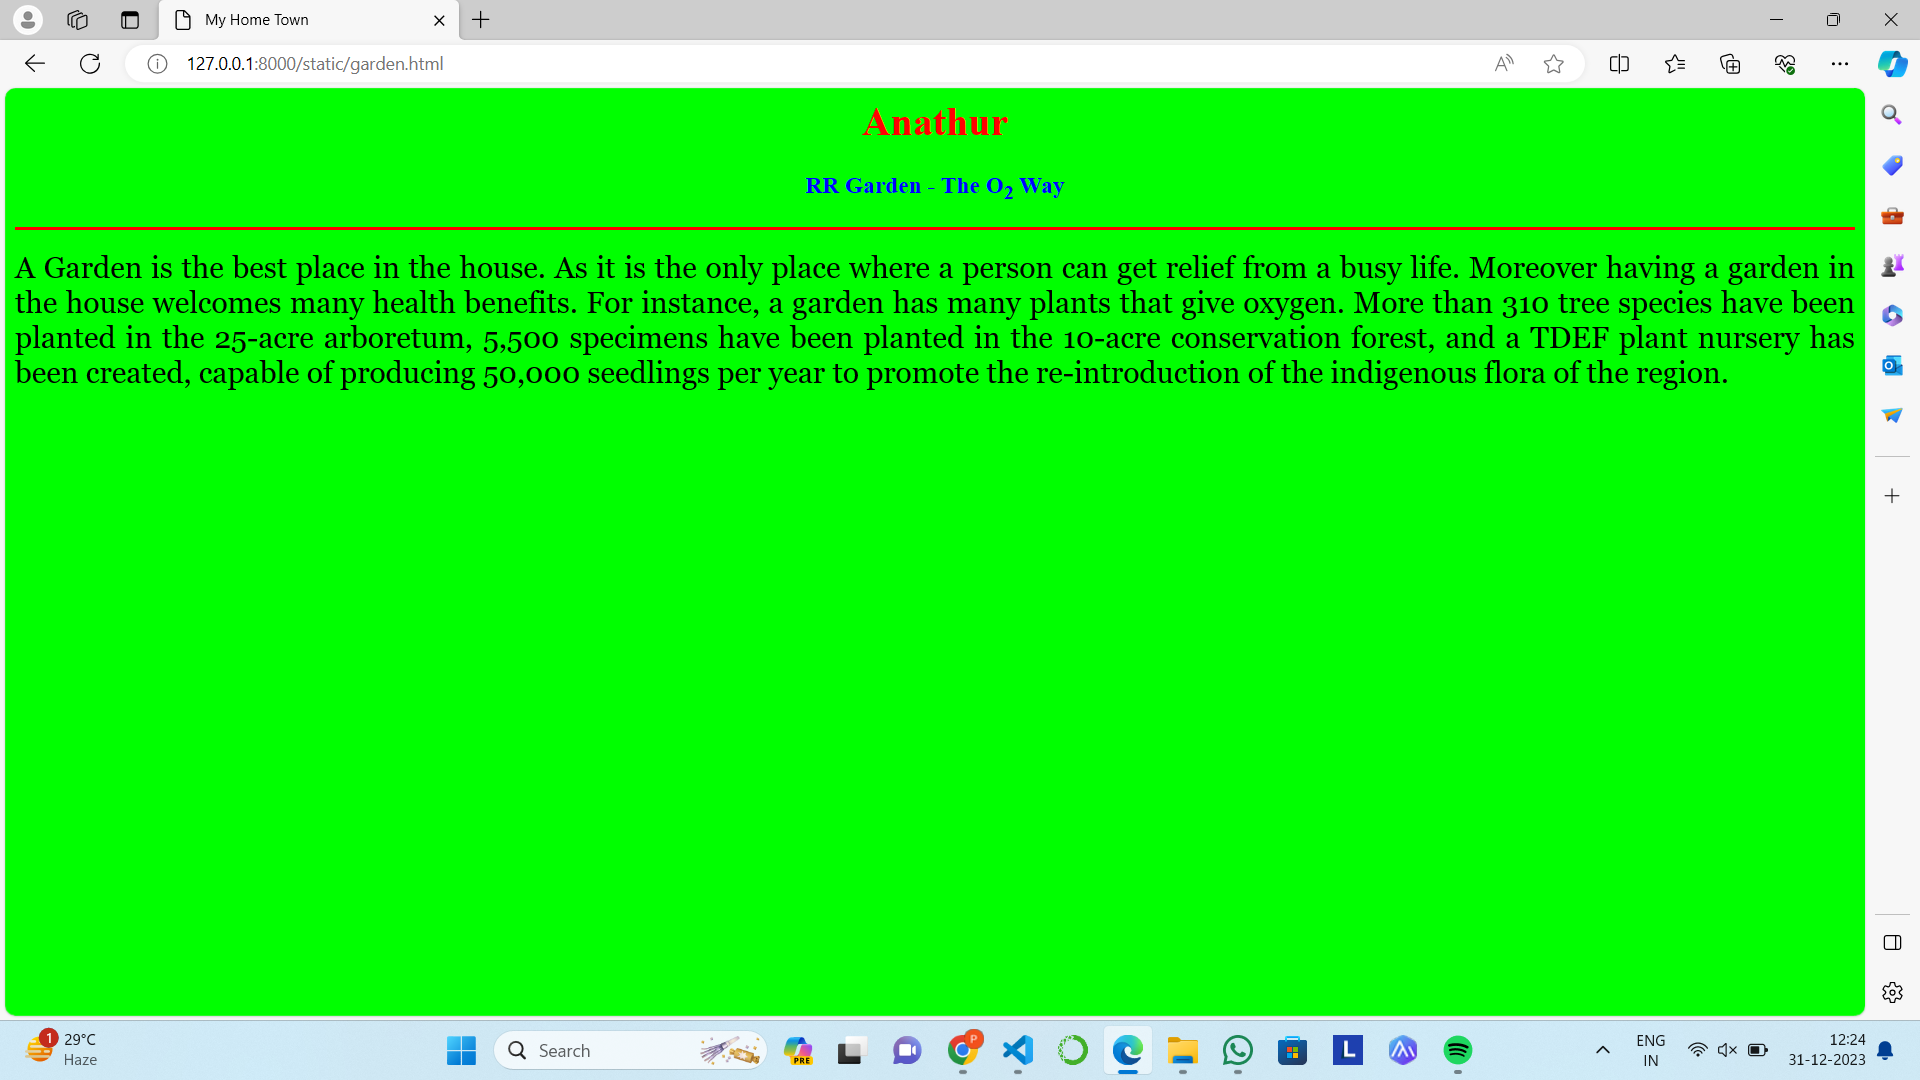 My Home Town
127.0.0.1:8000/static/garden.html
Anathur
RR Garden - The O₂ Way
A Garden is the best place in the house. As it is the only place where a person can get relief from a busy life. Moreover having a garden in
the house welcomes many health benefits. For instance, a garden has many plants that give oxygen. More than 310 tree species have been
planted in the 25-acre arboretum, 5,500 specimens have been planted in the 10-acre conservation forest, and a TDEF plant nursery has
been created, capable of producing 50,000 seedlings per year to promote the re-introduction of the indigenous flora of the region.
1
29°C
Haze
Search
PRE
P
L
ENG
IN
12:24
31-12-2023